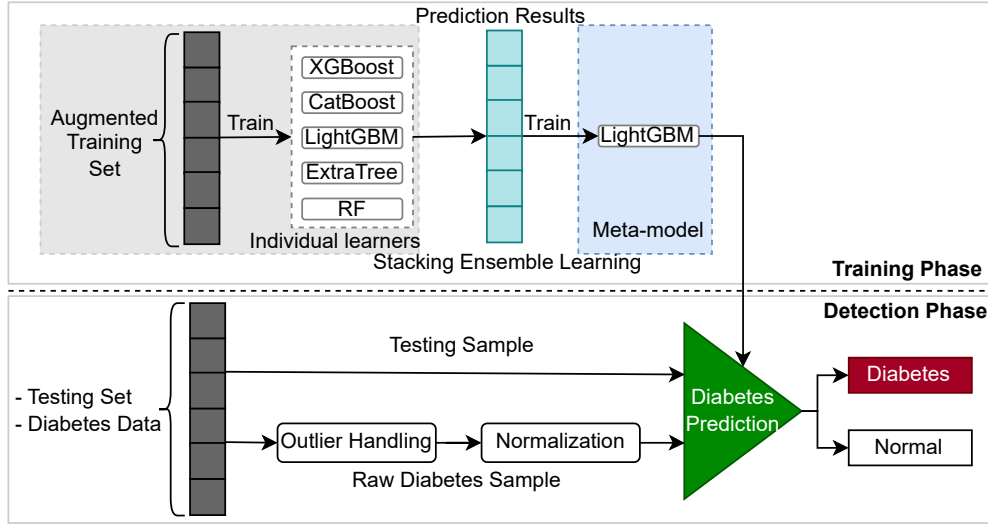 Prediction Results
Augmented
Training
Set
Train
XGBoost
CatBoost
LightGBM
ExtraTree
RF
Individual learners
Train
LightGBM
Meta-model
Stacking Ensemble Learning
Training Phase
Detection Phase
- Testing Set
- Diabetes Data
Testing Sample
Outlier Handling
Normalization
Raw Diabetes Sample
Diabetes
Prediction
Diabetes
Normal